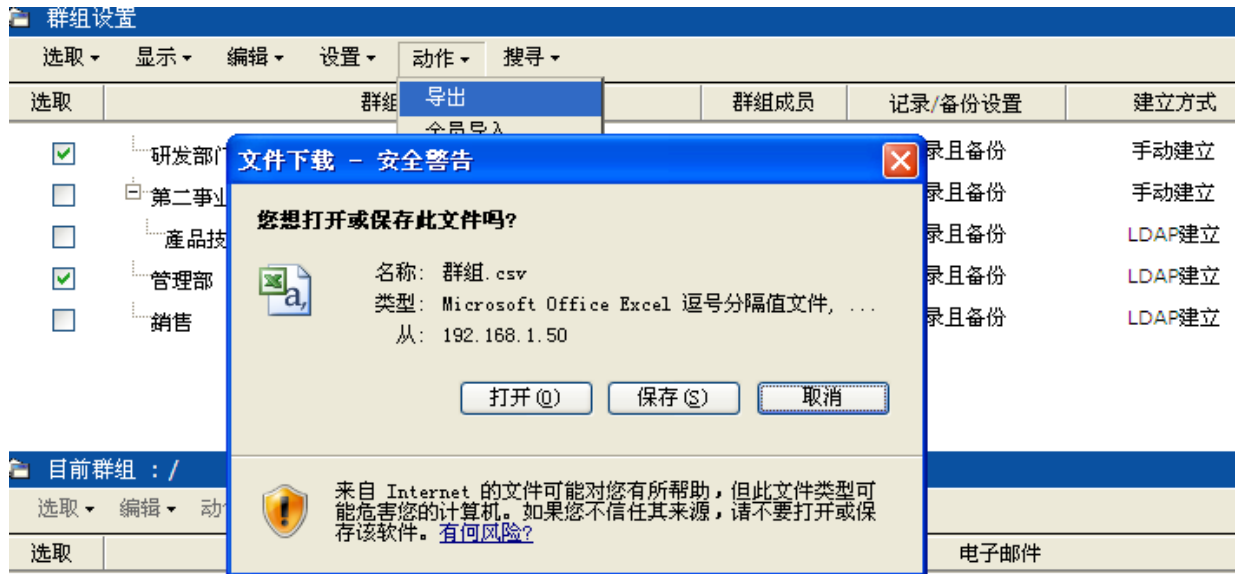 群组设置
选取 显示 编辑 设置 动作 搜寻
导出
选取 群组 群组成员 记录/备份设置 建立方式
全员导入
研发部门 录且备份 手动建立
第二事业 录且备份 手动建立
產品技 录且备份 LDAP建立
管理部 录且备份 LDAP建立
銷售 录且备份 LDAP建立
文件下载 - 安全警告
您想打开或保存此文件吗?
名称: 群组.csv
类型: Microsoft Office Excel 逗号分隔值文件, ...
从: 192.168.1.50
打开(O) 保存(S) 取消
目前群组 : /
选取 编辑 动
来自 Internet 的文件可能对您有所帮助，但此文件类型可
能危害您的计算机。如果您不信任其来源，请不要打开或保
存该软件。有何风险?
选取 电子邮件